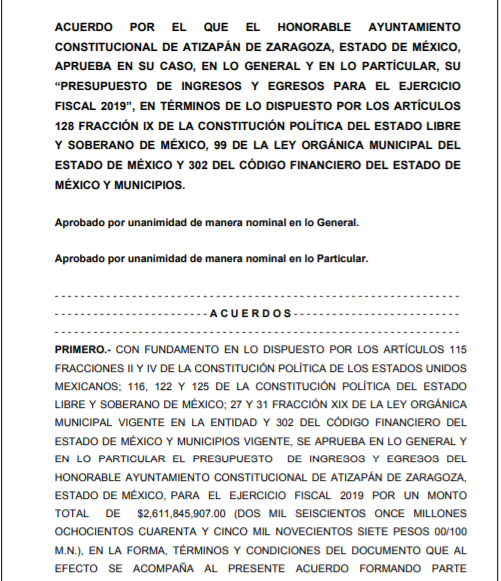 ACUERDO POR EL QUE EL HONORABLE AYUNTAMIENTO
CONSTITUCIONAL DE ATIZAPÁN DE ZARAGOZA, ESTADO DE MÉXICO,
APRUEBA EN SU CASO, EN LO GENERAL Y EN LO PARTÍCULAR, SU
“PRESUPUESTO DE INGRESOS Y EGRESOS PARA EL EJERCICIO
FISCAL 2019”, EN TÉRMINOS DE LO DISPUESTO POR LOS ARTÍCULOS
128 FRACCIÓN IX DE LA CONSTITUCIÓN POLÍTICA DEL ESTADO LIBRE
Y SOBERANO DE MÉXICO, 99 DE LA LEY ORGÁNICA MUNICIPAL DEL
ESTADO DE MÉXICO Y 302 DEL CÓDIGO FINANCIERO DEL ESTADO DE
MÉXICO Y MUNICIPIOS.
Aprobado por unanimidad de manera nominal en lo General.
Aprobado por unanimidad de manera nominal en lo Particular.
- - - - - - - - - - - - - - - - - - - - - - - - - - - - - - - - - - - - - - - - - - - - - - - - - - - - - - - - - -
- - - - - - - - - - - - - - - - - - - - - - A C U E R D O S - - - - - - - - - - - - - - - - - - - - - - - -
- - - - - - - - - - - - - - - - - - - - - - - - - - - - - - - - - - - - - - - - - - - - - - - - - - - - - - - - - -
PRIMERO.- CON FUNDAMENTO EN LO DISPUESTO POR LOS ARTÍCULOS 115
FRACCIONES II Y IV DE LA CONSTITUCIÓN POLÍTICA DE LOS ESTADOS UNIDOS
MEXICANOS; 116, 122 Y 125 DE LA CONSTITUCIÓN POLÍTICA DEL ESTADO
LIBRE Y SOBERANO DE MÉXICO; 27 Y 31 FRACCIÓN XIX DE LA LEY ORGÁNICA
MUNICIPAL VIGENTE EN LA ENTIDAD Y 302 DEL CÓDIGO FINANCIERO DEL
ESTADO DE MÉXICO Y MUNICIPIOS VIGENTE, SE APRUEBA EN LO GENERAL Y
EN LO PARTICULAR EL PRESUPUESTO DE INGRESOS Y EGRESOS DEL
HONORABLE AYUNTAMIENTO CONSTITUCIONAL DE ATIZAPÁN DE ZARAGOZA,
ESTADO DE MÉXICO, PARA EL EJERCICIO FISCAL 2019 POR UN MONTO
TOTAL DE $2,611,845,907.00 (DOS MIL SEISCIENTOS ONCE MILLONES
OCHOCIENTOS CUARENTA Y CINCO MIL NOVECIENTOS SIETE PESOS 00/100
M.N.), EN LA FORMA, TÉRMINOS Y CONDICIONES DEL DOCUMENTO QUE AL
EFECTO SE ACOMPAÑA AL PRESENTE ACUERDO FORMANDO PARTE